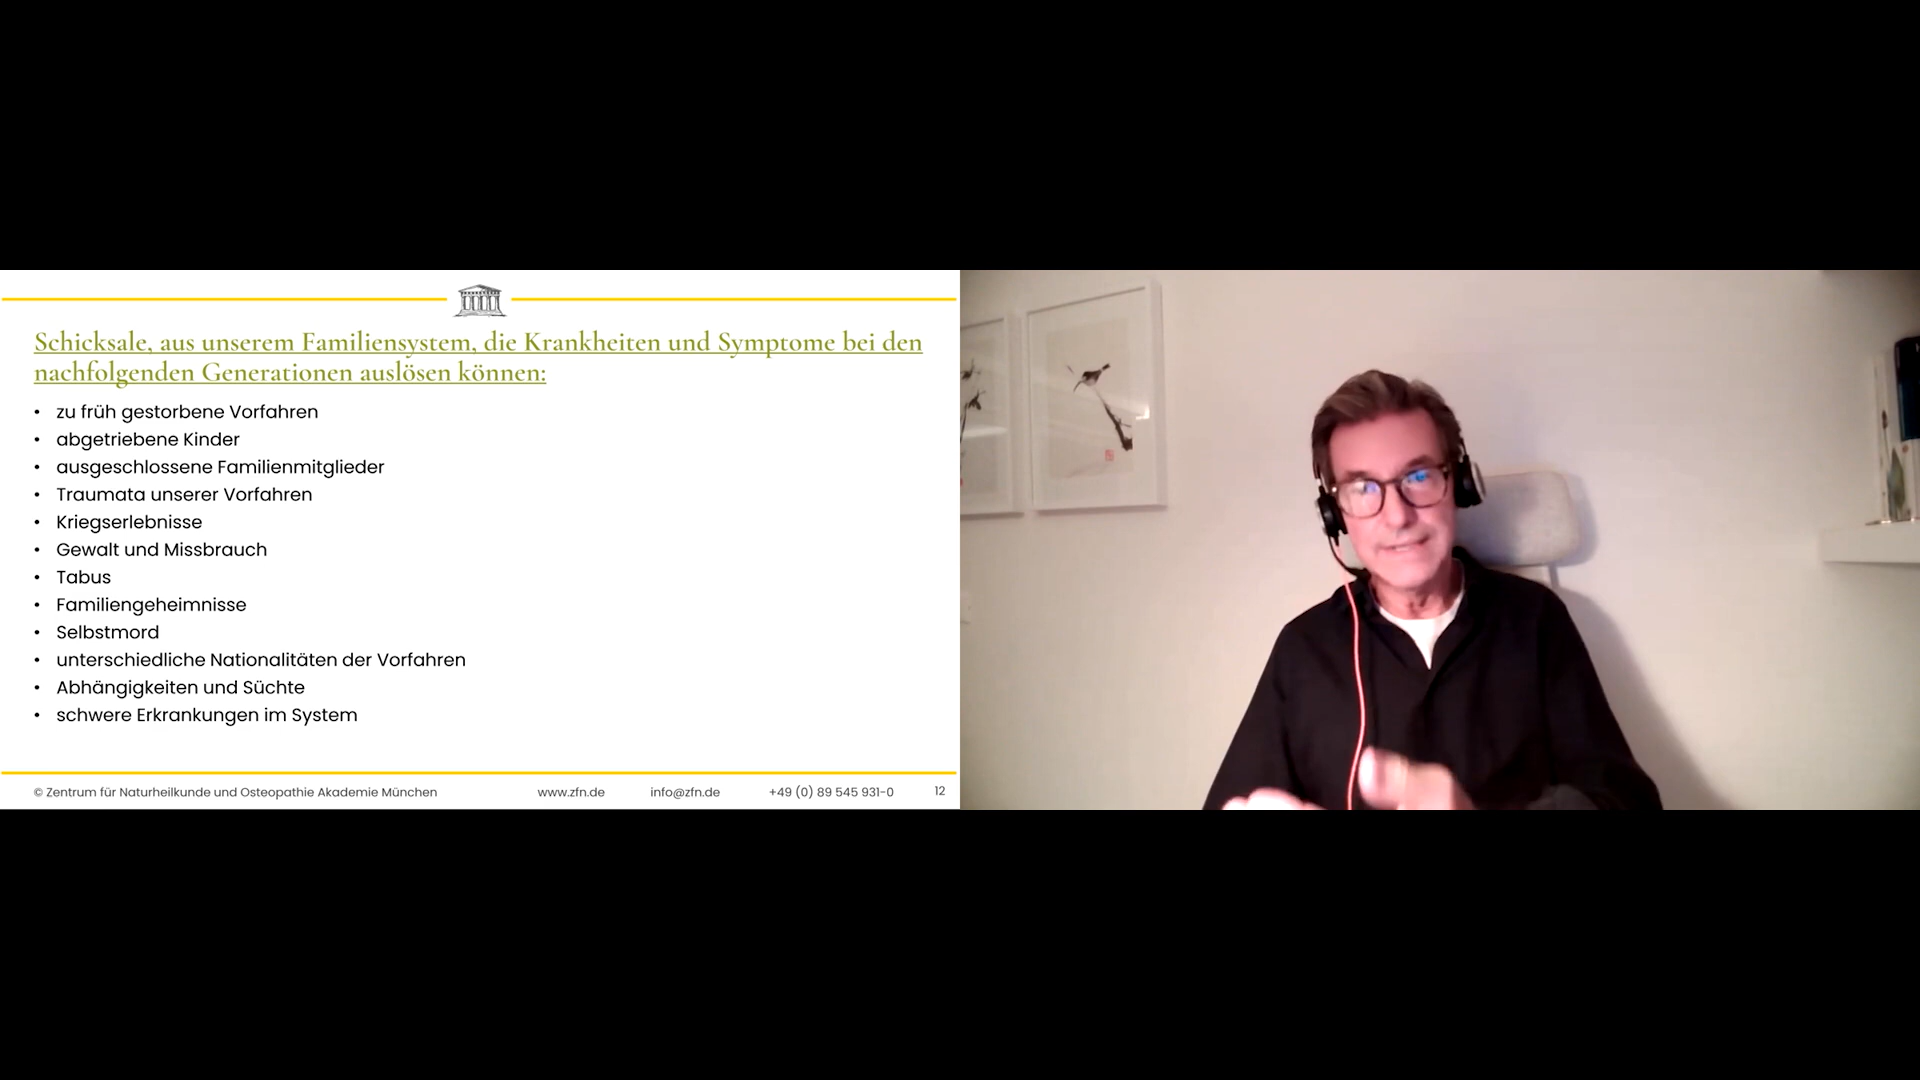 Schicksale, aus unserem Familiensystem, die Krankheiten und Symptome bei den
nachfolgenden Generationen auslösen können:
• zu früh gestorbene Vorfahren
• abgetriebene Kinder
• ausgeschlossene Familienmitglieder
• Traumata unserer Vorfahren
• Kriegserlebnisse
• Gewalt und Missbrauch
• Tabus
• Familiengeheimnisse
• Selbstmord
• unterschiedliche Nationalitäten der Vorfahren
• Abhängigkeiten und Süchte
• schwere Erkrankungen im System
© Zentrum für Naturheilkunde und Osteopathie Akademie München www.zfn.de info@zfn.de +49 (0) 89 545 931-0 12